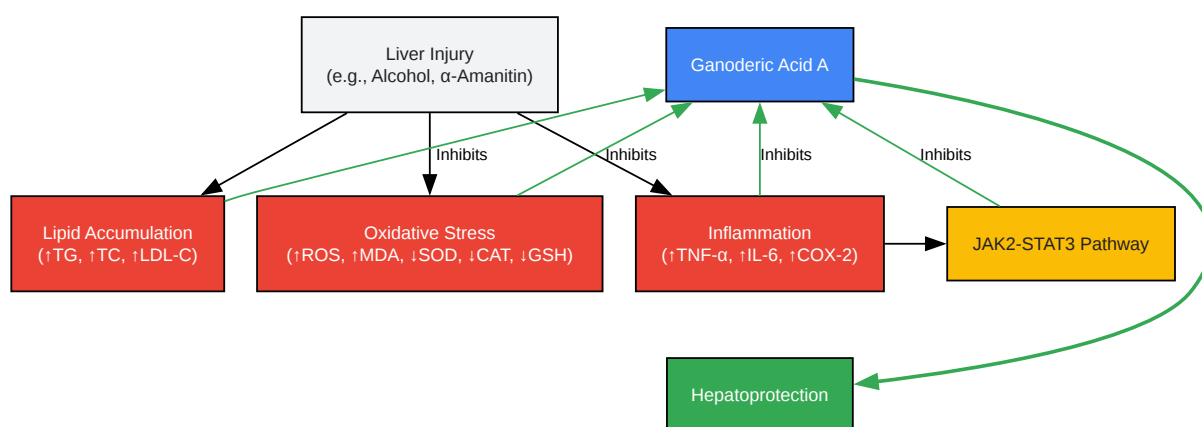 Liver Injury
(e.g., Alcohol, α-Amanitin)
Ganoderic Acid A
Inhibits
Inhibits
Inhibits
Inhibits
Lipid Accumulation
(↑TG, ↑TC, ↑LDL-C)
Oxidative Stress
(↑ROS, ↑MDA, ↓SOD, ↓CAT, ↓GSH)
Inflammation
(↑TNF-α, ↑IL-6, ↑COX-2)
JAK2-STAT3 Pathway
Hepatoprotection